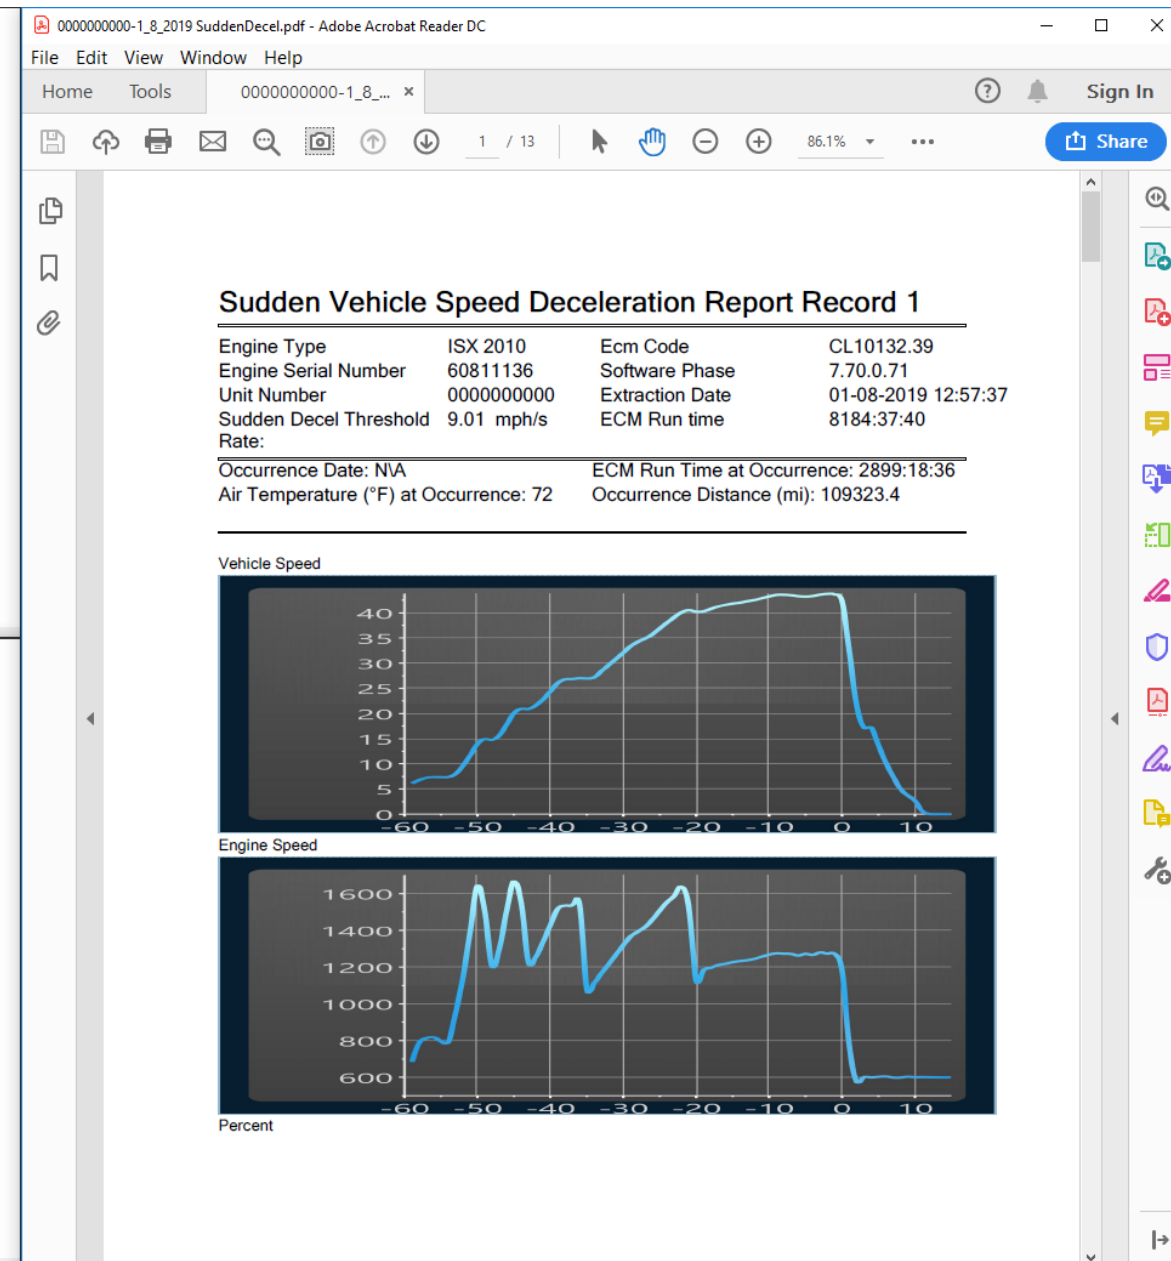 0000000000-1_8_2019 SuddenDecel.pdf - Adobe Acrobat Reader DC
File Edit View Window Help
Home Tools 0000000000-1_8_... × Sign In
1 / 13 86.1% Share
Sudden Vehicle Speed Deceleration Report Record 1
Engine Type ISX 2010 Ecm Code CL10132.39
Engine Serial Number 60811136 Software Phase 7.70.0.71
Unit Number 0000000000 Extraction Date 01-08-2019 12:57:37
Sudden Decel Threshold 9.01 mph/s ECM Run time 8184:37:40
Rate:
Occurrence Date: N\A ECM Run Time at Occurrence: 2899:18:36
Air Temperature (°F) at Occurrence: 72 Occurrence Distance (mi): 109323.4
Vehicle Speed
40
35
30
25
20
15
10
5
0
-60 -50 -40 -30 -20 -10 0 10
Engine Speed
1600
1400
1200
1000
800
600
-60 -50 -40 -30 -20 -10 0 10
Percent